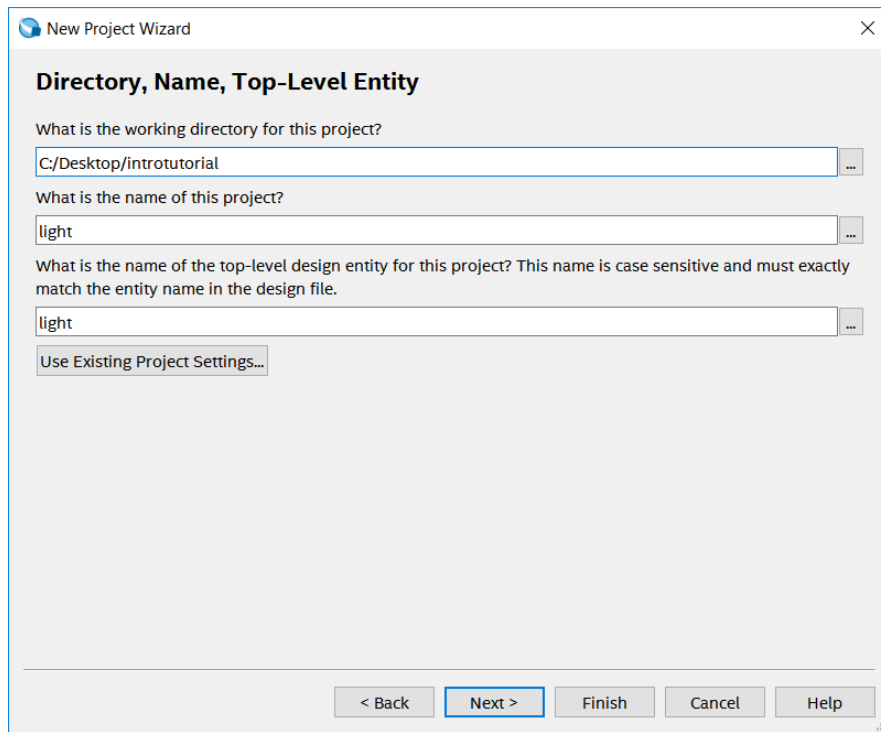 New Project Wizard
Directory, Name, Top-Level Entity
What is the working directory for this project?
C:/Desktop/introtutorial
...
What is the name of this project?
light
...
What is the name of the top-level design entity for this project? This name is case sensitive and must exactly
match the entity name in the design file.
light
...
Use Existing Project Settings...
< Back Next > Finish Cancel Help